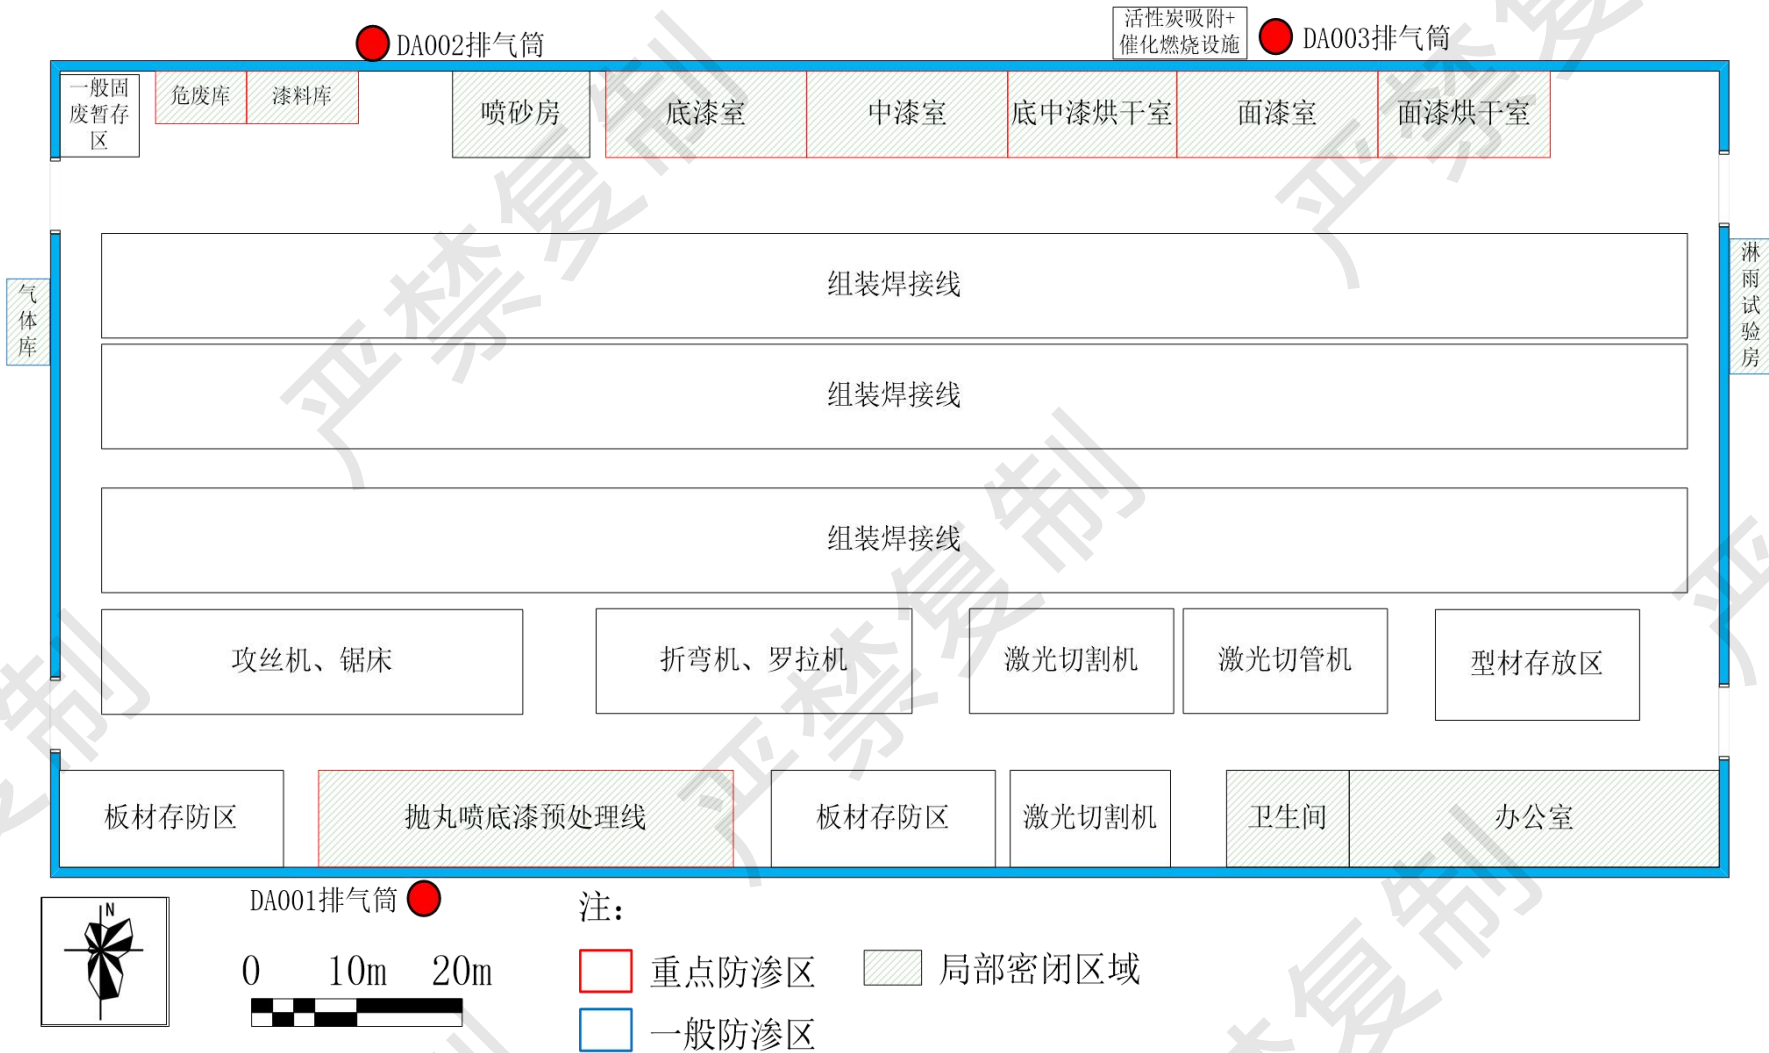 DA002排气筒
活性炭吸附+
催化燃烧设施
DA003排气筒
一般固
废暂存
区
危废库
漆料库
喷砂房
底漆室
中漆室
底中漆烘干室
面漆室
面漆烘干室
气体库
淋雨试验房
组装焊接线
组装焊接线
组装焊接线
攻丝机、锯床
折弯机、罗拉机
激光切割机
激光切管机
型材存放区
板材存防区
抛丸喷底漆预处理线
板材存防区
激光切割机
卫生间
办公室
DA001排气筒
N
0 10m 20m
注：
重点防渗区
局部密闭区域
一般防渗区
严禁复制
严禁复制
严禁复制
严禁复制
复制
严